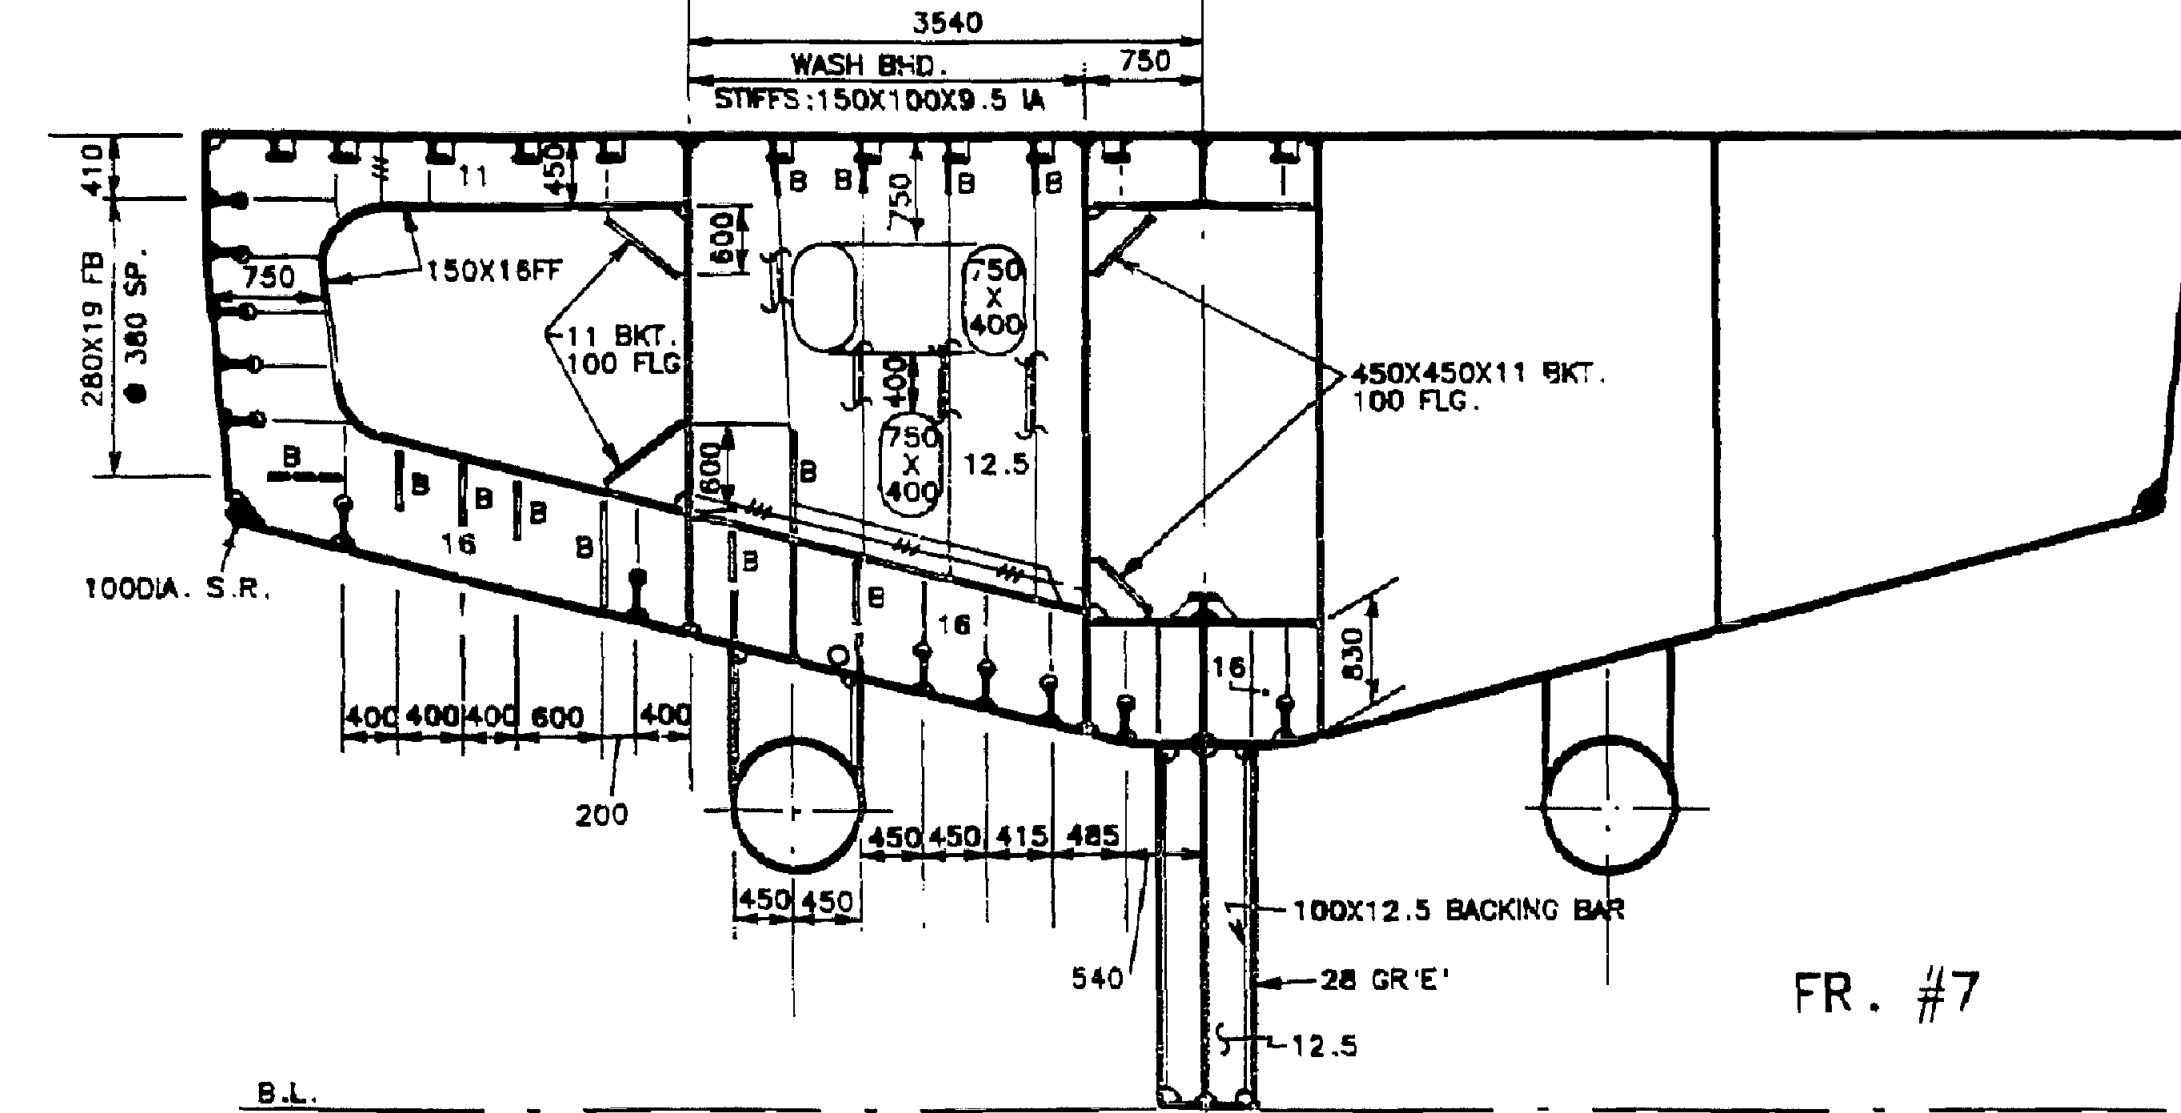 3540
WASH BHD.
750
STIFFS:150X100X9.5 IA
410
11
450
B
B
B
B
750
600
280X19 FB
@ 380 SP.
750
150X16FF
750
X
400
11 BKT.
100 FLG
450X450X11 BKT.
100 FLG.
400
750
X
400
12.5
600
B
B
B
B
B
B
16
B
B
16
100DIA. S.R.
16
830
400
400
400
600
400
200
450
450
415
485
450
450
540
100X12.5 BACKING BAR
28 GR'E'
12.5
FR. #7
B.L.